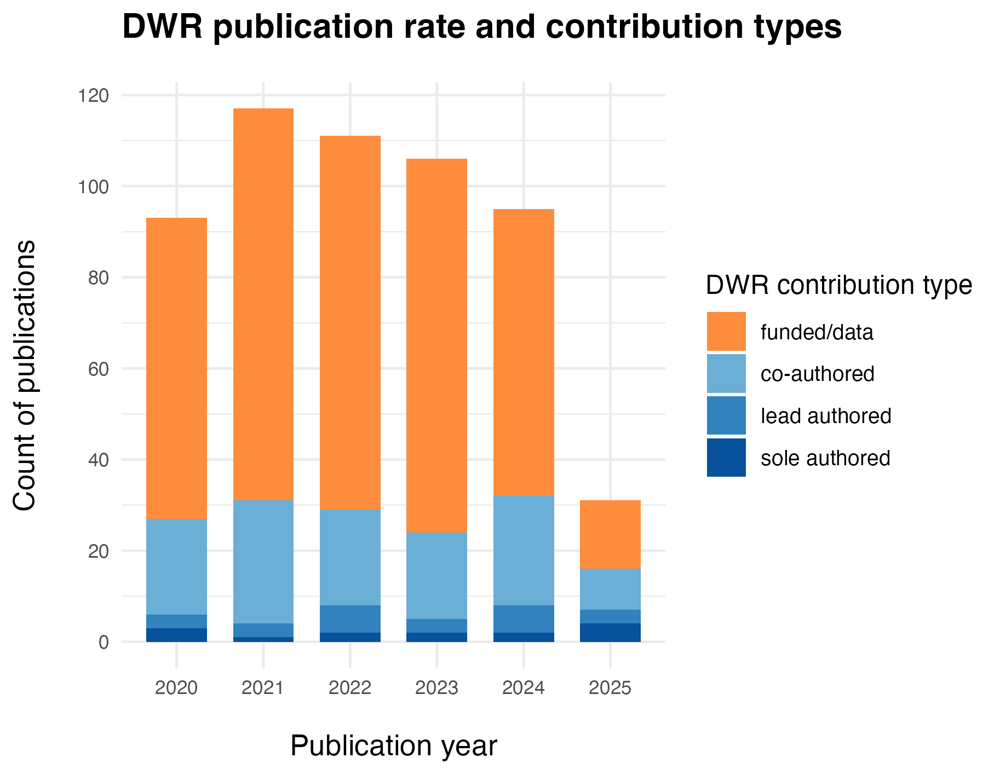 DWR publication rate and contribution types
120
100
80
60
40
20
0
Count of publications
2020 2021 2022 2023 2024 2025
Publication year
DWR contribution type
funded/data
co-authored
lead authored
sole authored